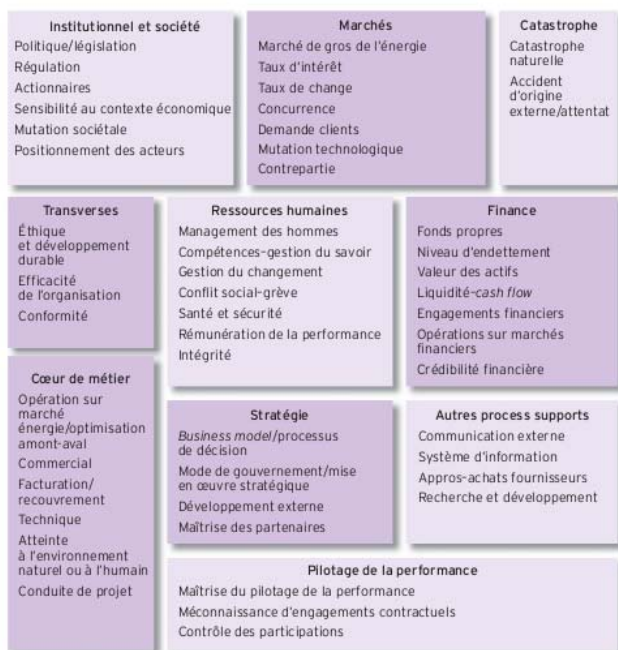 Institutionnel et société
Politique/législation
Régulation
Actionnaires
Sensibilité au contexte économique
Mutation sociétale
Positionnement des acteurs
Marchés
Marché de gros de l'énergie
Taux d'intérêt
Taux de change
Concurrence
Demande clients
Mutation technologique
Contrepartie
Catastrophe
Catastrophe
naturelle
Accident
d'origine
externe/attentat
Transverses
Éthique
et développement
durable
Efficacité
de l'organisation
Conformité
Ressources humaines
Management des hommes
Compétences-gestion du savoir
Gestion du changement
Conflit social-grève
Santé et sécurité
Rémunération de la performance
Intégrité
Finance
Fonds propres
Niveau d'endettement
Valeur des actifs
Liquidité-cash flow
Engagements financiers
Opérations sur marchés
financiers
Crédibilité financière
Cœur de métier
Opération sur
marché
énergie/optimisation
amont-aval
Commercial
Facturation/
recouvrement
Technique
Atteinte
à l'environnement
naturel ou à l'humain
Conduite de projet
Stratégie
Business model/processus
de décision
Mode de gouvernement/mise
en œuvre stratégique
Développement externe
Maîtrise des partenaires
Autres process supports
Communication externe
Système d'information
Appros-achats fournisseurs
Recherche et développement
Pilotage de la performance
Maîtrise du pilotage de la performance
Méconnaissance d'engagements contractuels
Contrôle des participations